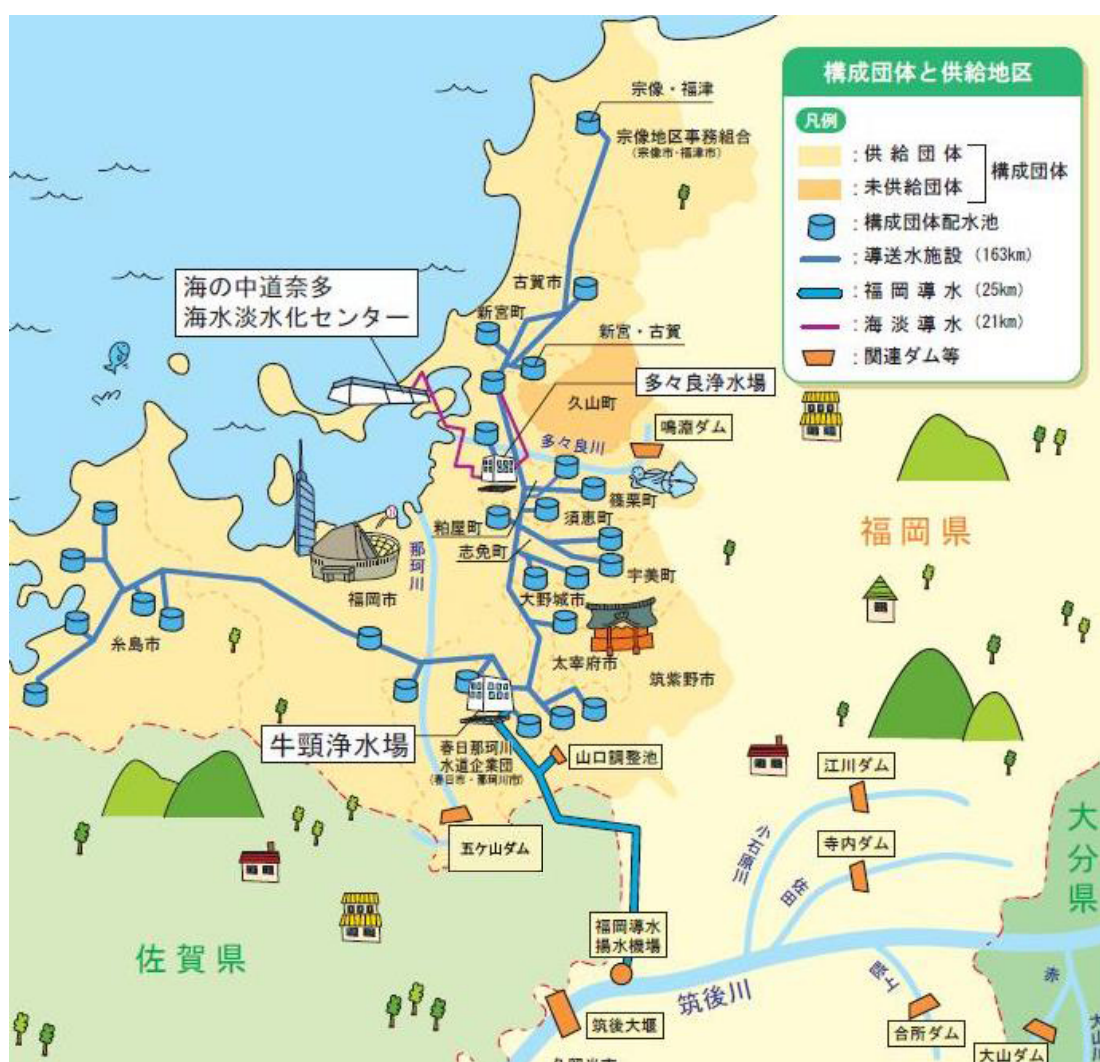 構成団体と供給地区
凡例
：供給団体
：未供給団体
構成団体
：構成団体配水池
：導送水施設（163km）
：福岡導水（25km）
：海淡導水（21km）
：関連ダム等
宗像・福津
宗像地区事務組合
（宗像市・福津市）
古賀市
海の中道奈多
海水淡水化センター
新宮町
新宮・古賀
多々良浄水場
久山町
鳴淵ダム
多々良川
篠栗町
粕屋町
須恵町
志免町
宇美町
福岡県
那珂川
福岡市
大野城市
糸島市
太宰府市
筑紫野市
牛頸浄水場
春日那珂川
水道企業団
（春日市・那珂川市）
山口調整池
江川ダム
小石原川
寺内ダム
佐田
大分県
五ケ山ダム
福岡導水
揚水機場
佐賀県
筑後川
筑後大堰
合所ダム
赤
大山ダム